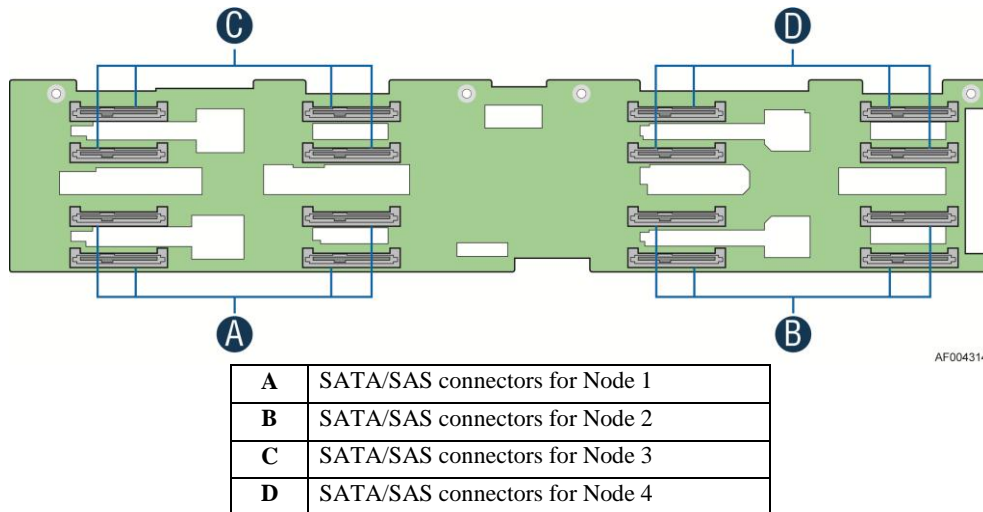 C D
A B
AF004314
A SATA/SAS connectors for Node 1
B SATA/SAS connectors for Node 2
C SATA/SAS connectors for Node 3
D SATA/SAS connectors for Node 4